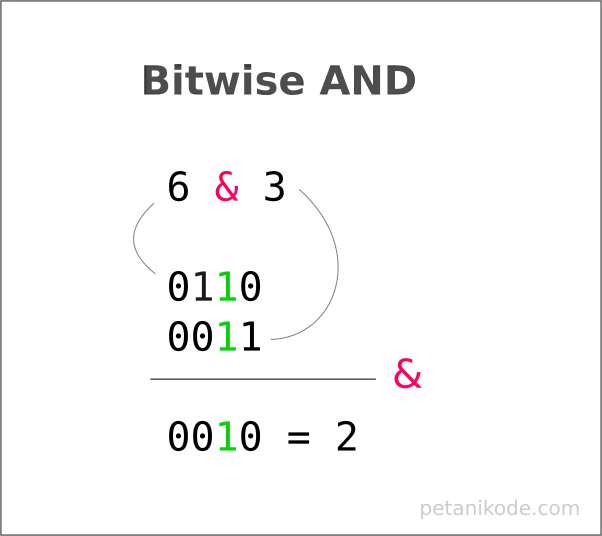 Bitwise AND
6 & 3
0110
0011
&
0010 = 2
petanikode.com